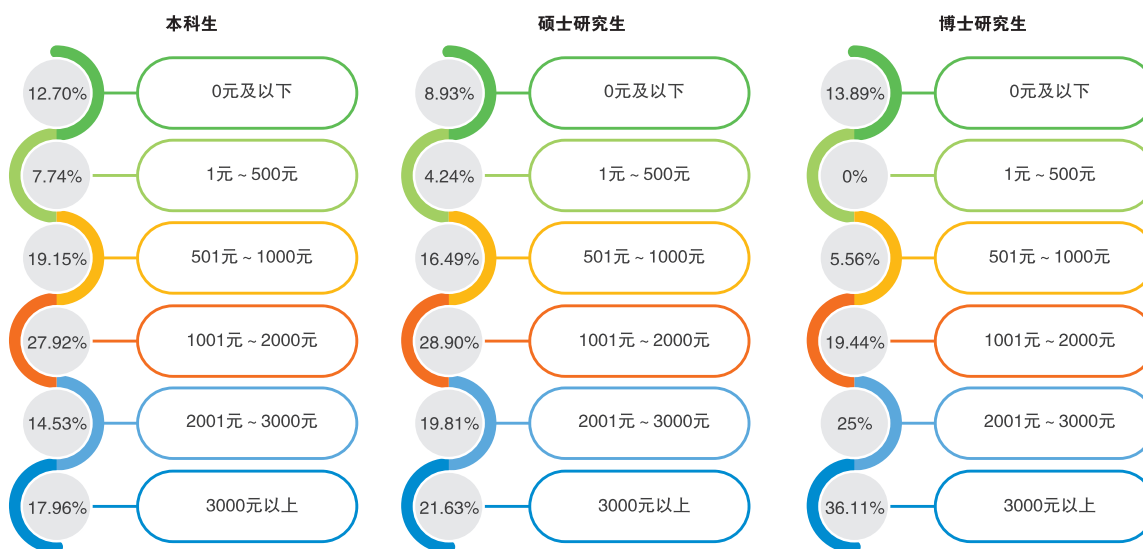 本科生
12.70% 0元及以下
7.74% 1元～500元
19.15% 501元～1000元
27.92% 1001元～2000元
14.53% 2001元～3000元
17.96% 3000元以上
硕士研究生
8.93% 0元及以下
4.24% 1元～500元
16.49% 501元～1000元
28.90% 1001元～2000元
19.81% 2001元～3000元
21.63% 3000元以上
博士研究生
13.89% 0元及以下
0% 1元～500元
5.56% 501元～1000元
19.44% 1001元～2000元
25% 2001元～3000元
36.11% 3000元以上